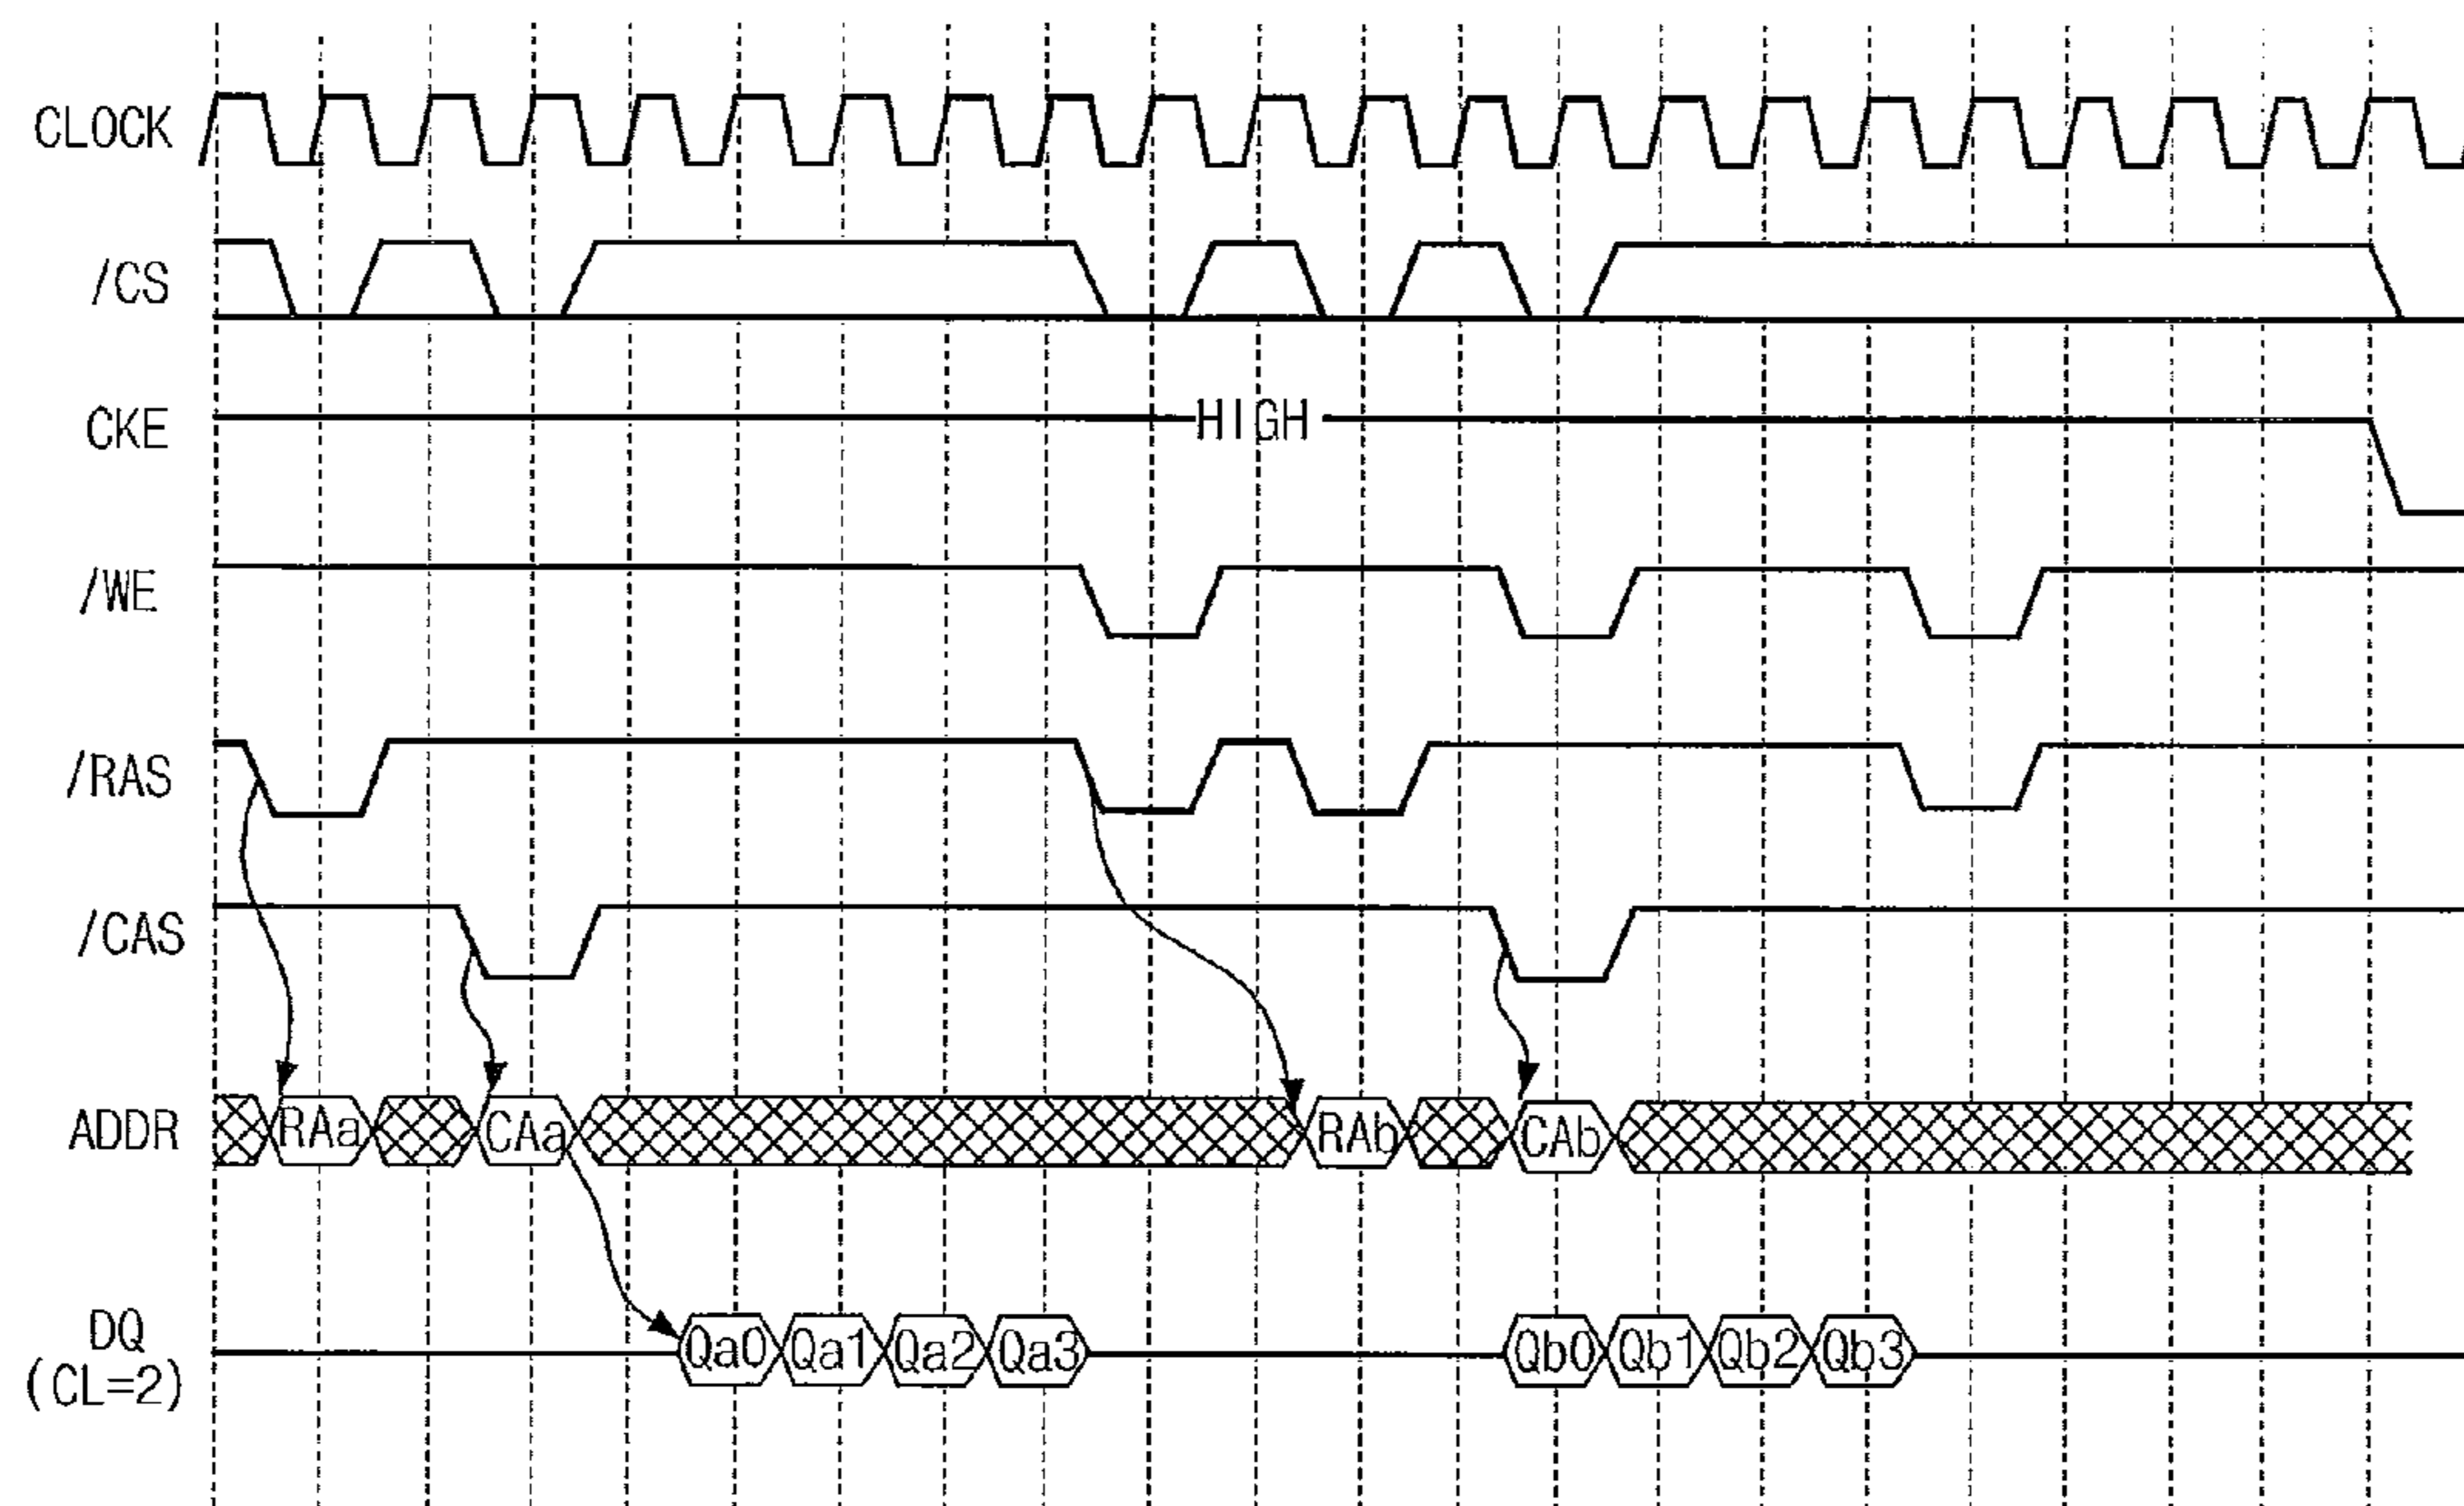 CLOCK
/CS
CKE HIGH
/WE
/RAS
/CAS
ADDR RAa CAa RAb CAb
DQ
(CL=2) Qa0 Qa1 Qa2 Qa3 Qb0 Qb1 Qb2 Qb3